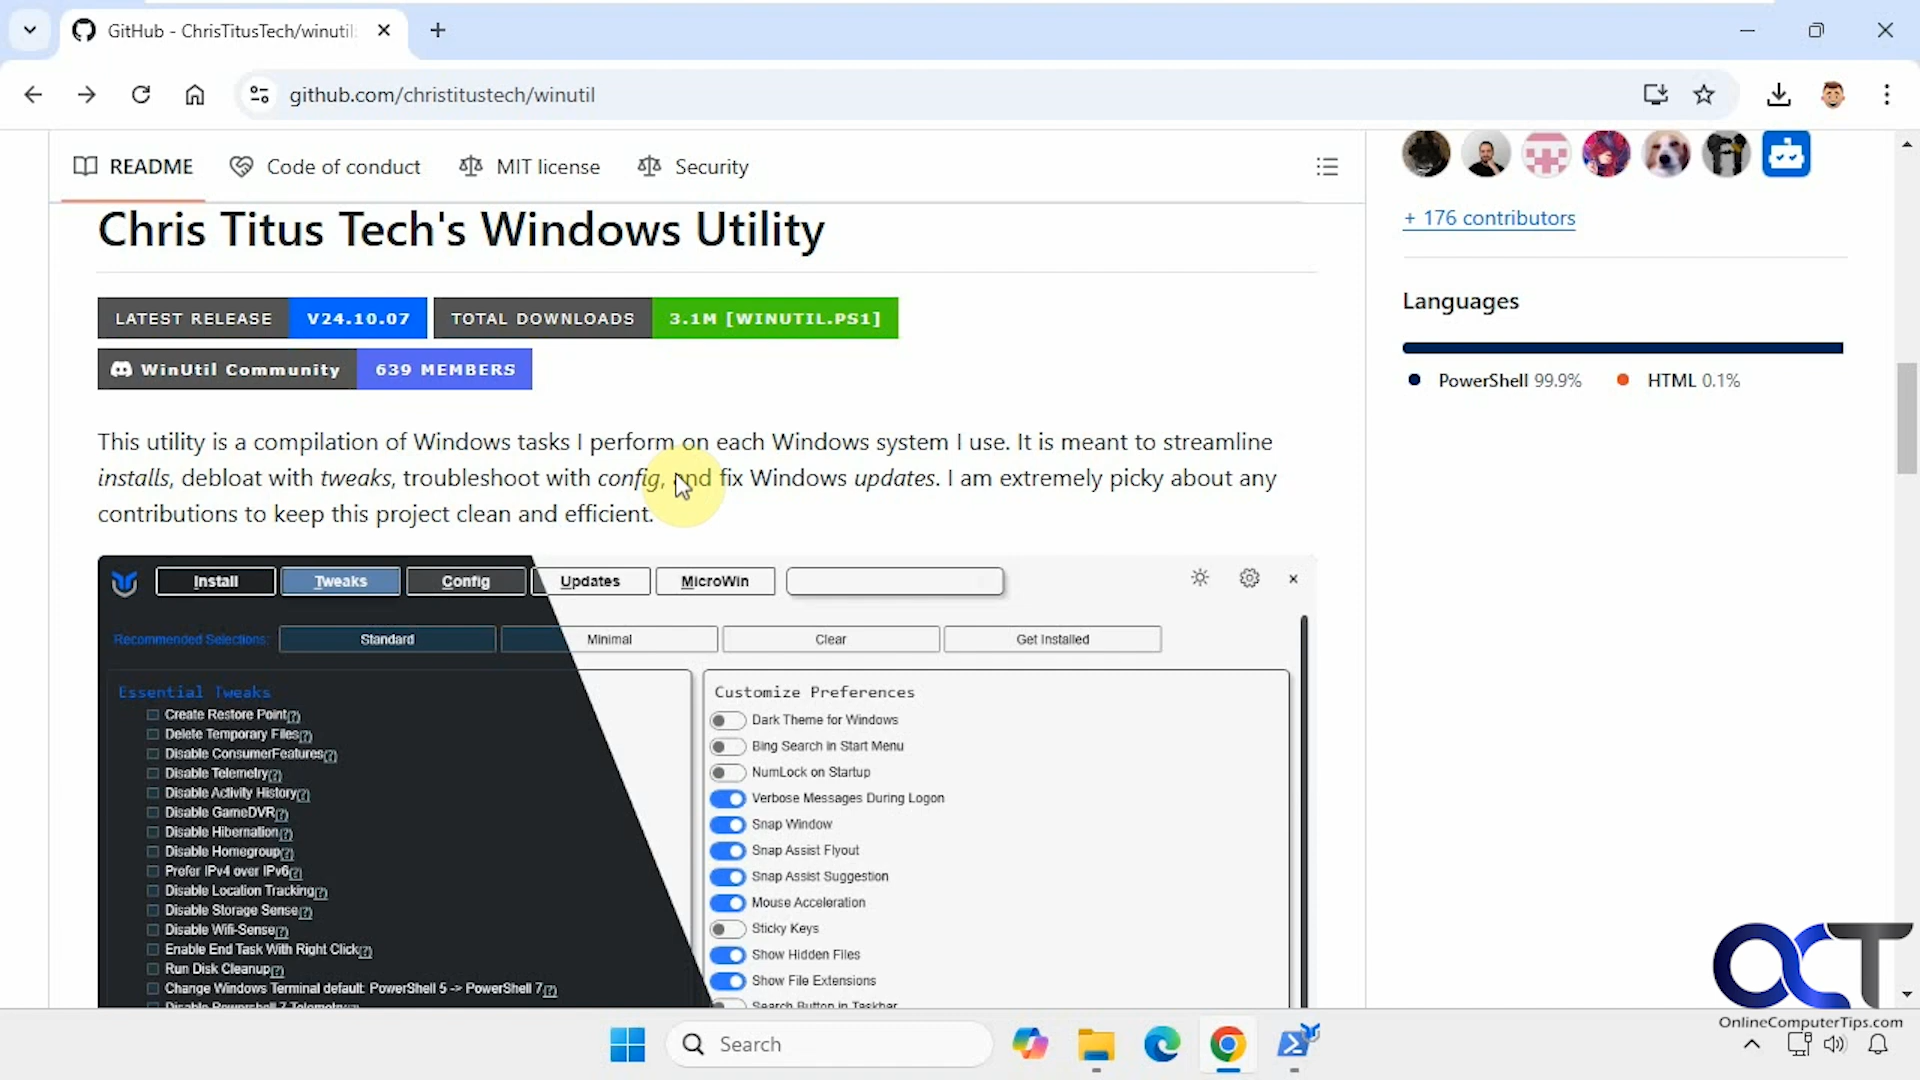 GitHub - ChrisTitusTech/winutil:
github.com/christitustech/winutil
README
Code of conduct
MIT license
Security
Chris Titus Tech's Windows Utility
LATEST RELEASE V24.10.07
TOTAL DOWNLOADS 3.1M [WINUTIL.PS1]
WinUtil Community 639 MEMBERS
This utility is a compilation of Windows tasks I perform on each Windows system I use. It is meant to streamline
installs, debloat with tweaks, troubleshoot with config, and fix Windows updates. I am extremely picky about any
contributions to keep this project clean and efficient.
Install Tweaks Config Updates MicroWin
Recommended Selections: Standard Minimal Clear Get Installed
Essential Tweaks
Create Restore Point(?)
Delete Temporary Files(?)
Disable ConsumerFeatures(?)
Disable Telemetry(?)
Disable Activity History(?)
Disable GameDVR(?)
Disable Hibernation(?)
Disable Homegroup(?)
Prefer IPv4 over IPv6(?)
Disable Location Tracking(?)
Disable Storage Sense(?)
Disable Wifi-Sense(?)
Enable End Task With Right Click(?)
Run Disk Cleanup(?)
Change Windows Terminal default: PowerShell 5 -> PowerShell 7(?)
Disable Powershell 7 Telemetry(?)
Customize Preferences
Dark Theme for Windows
Bing Search in Start Menu
NumLock on Startup
Verbose Messages During Logon
Snap Window
Snap Assist Flyout
Snap Assist Suggestion
Mouse Acceleration
Sticky Keys
Show Hidden Files
Show File Extensions
Search Button in Taskbar
+ 176 contributors
Languages
PowerShell 99.9%
HTML 0.1%
OCT
OnlineComputerTips.com
Search